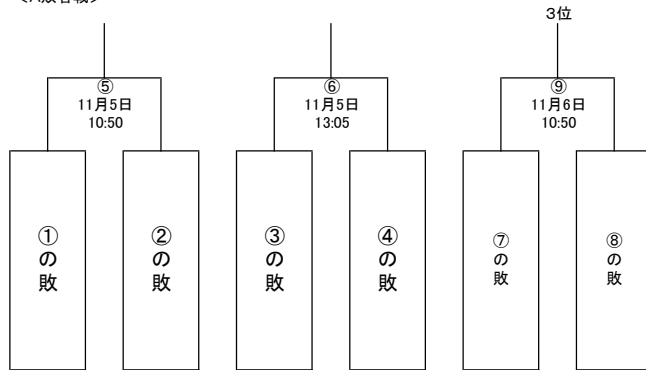 3位
⑤
11月5日
10:50
⑥
11月5日
13:05
⑨
11月6日
10:50
①の敗
②の敗
③の敗
④の敗
⑦の敗
⑧の敗